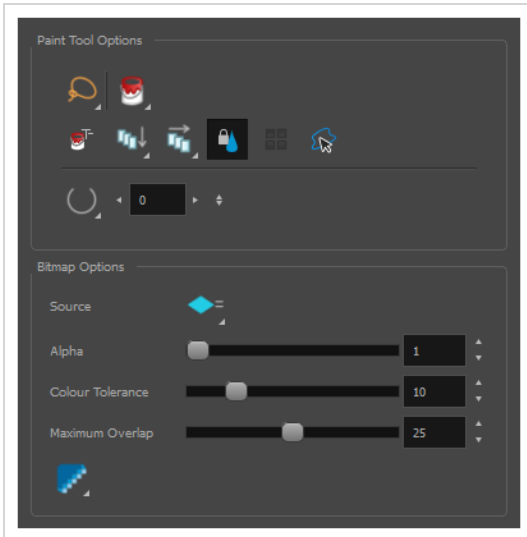 Paint Tool Options
0
Bitmap Options
Source
Alpha
1
Colour Tolerance
10
Maximum Overlap
25